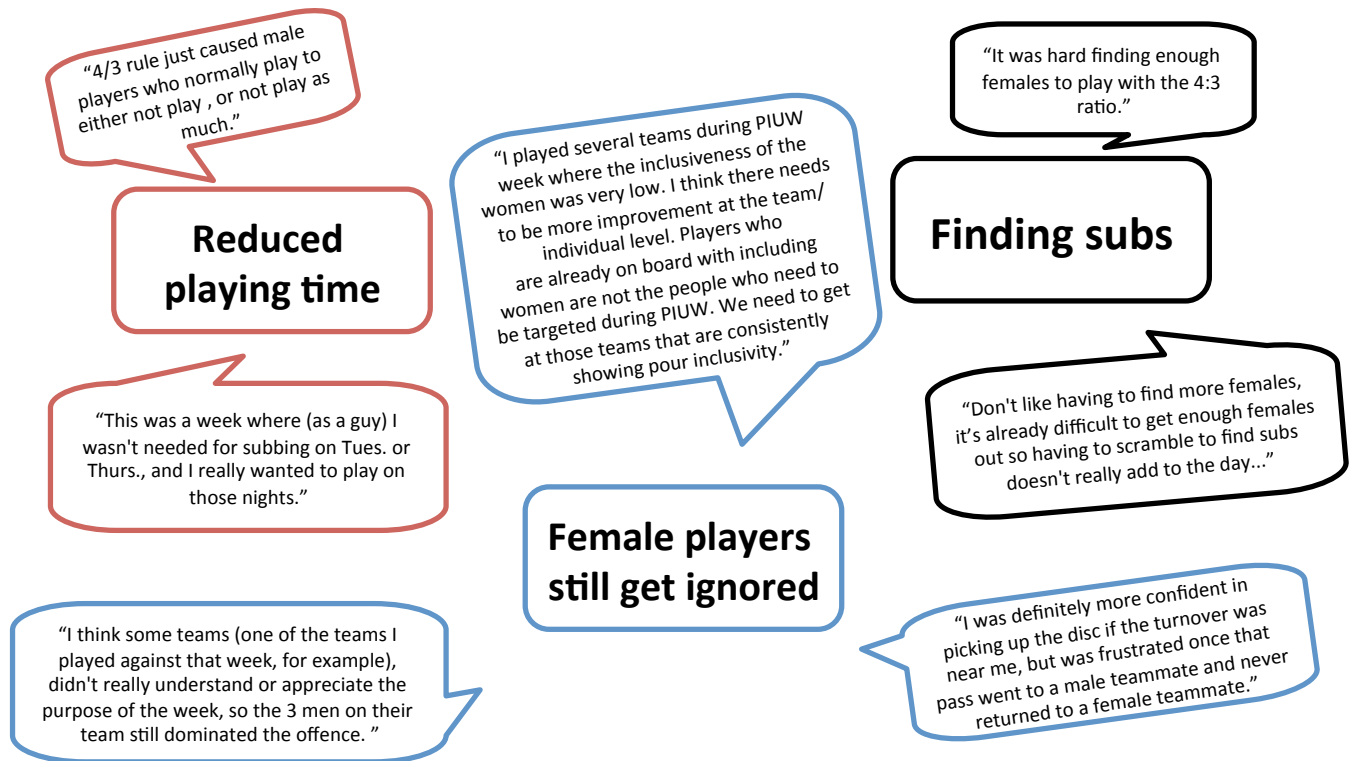 “4/3 rule just caused male
players who normally play to
either not play , or not play as
much.”
Reduced
playing time
“This was a week where (as a guy) I
wasn't needed for subbing on Tues. or
Thurs., and I really wanted to play on
those nights.”
“I played several teams during PIUW
week where the inclusiveness of the
women was very low. I think there needs
to be more improvement at the team/
individual level. Players who
are already on board with including
women are not the people who need to
be targeted during PIUW. We need to get
at those teams that are consistently
showing pour inclusivity.”
“It was hard finding enough
females to play with the 4:3
ratio.”
Finding subs
“Don't like having to find more females,
it’s already difficult to get enough females
out so having to scramble to find subs
doesn't really add to the day...”
Female players
still get ignored
“I think some teams (one of the teams I
played against that week, for example),
didn't really understand or appreciate the
purpose of the week, so the 3 men on their
team still dominated the offence. ”
“I was definitely more confident in
picking up the disc if the turnover was
near me, but was frustrated once that
pass went to a male teammate and never
returned to a female teammate.”